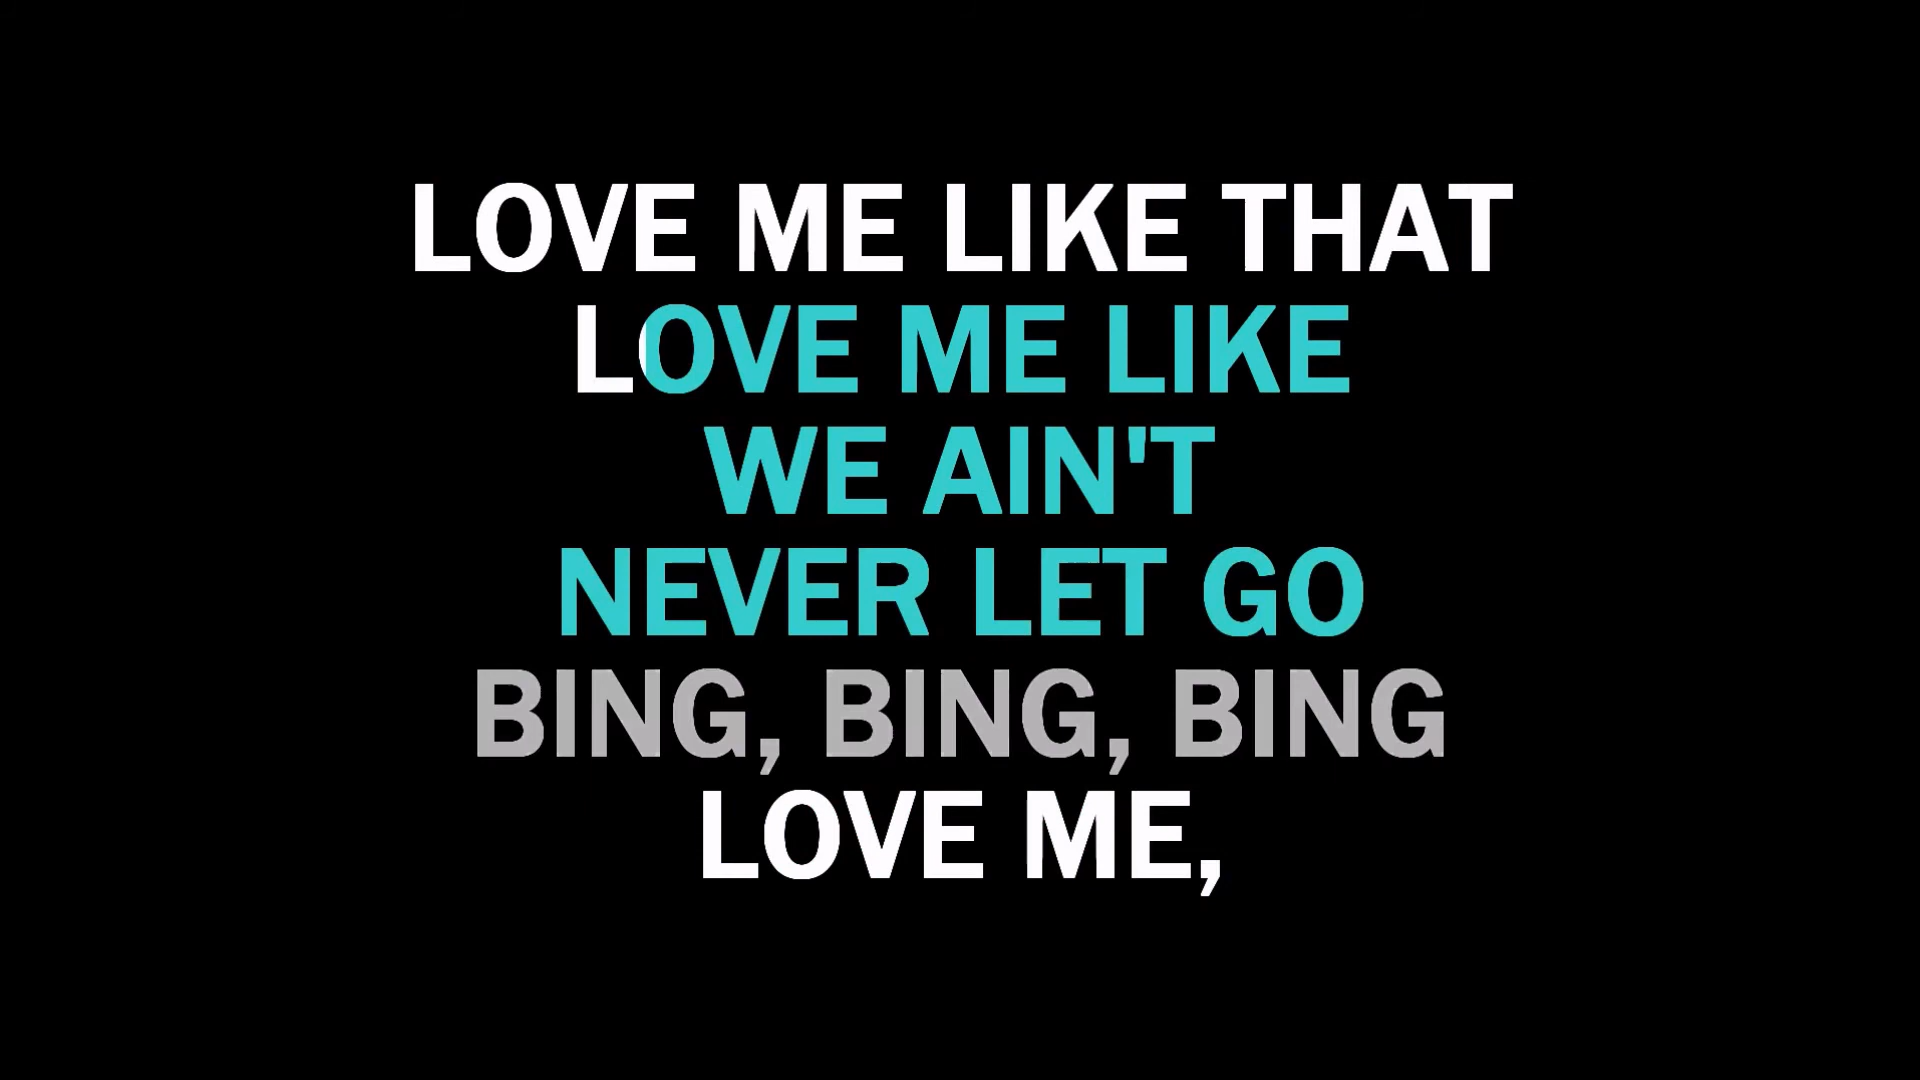 LOVE ME LIKE THAT
LOVE ME LIKE
WE AIN'T
NEVER LET GO
BING, BING, BING
LOVE ME,